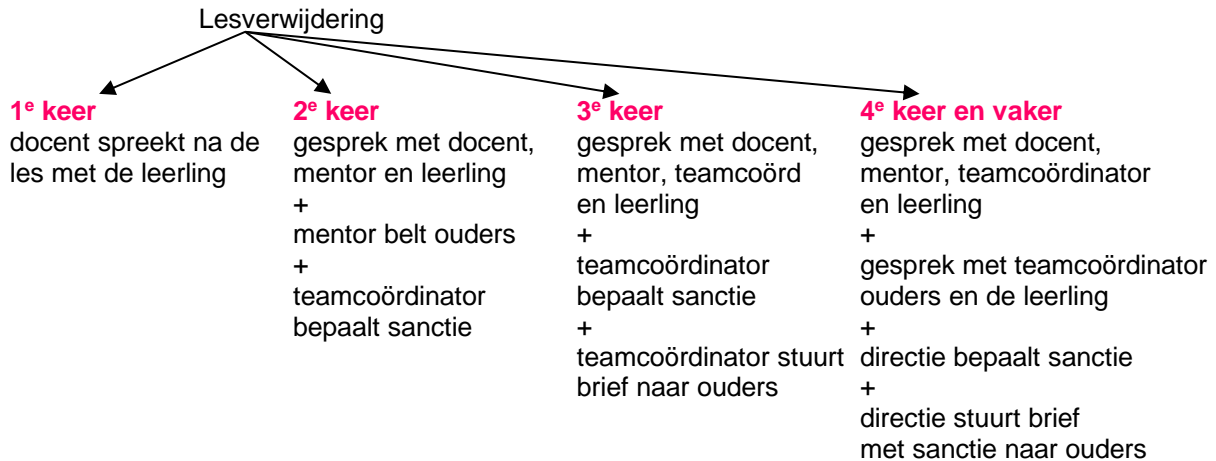 Lesverwijdering
1e keer
docent spreekt na de
les met de leerling
2e keer
gesprek met docent,
mentor en leerling
+
mentor belt ouders
+
teamcoördinator
bepaalt sanctie
3e keer
gesprek met docent,
mentor, teamcoörd
en leerling
+
teamcoördinator
bepaalt sanctie
+
teamcoördinator stuurt
brief naar ouders
4e keer en vaker
gesprek met docent,
mentor, teamcoördinator
en leerling
+
gesprek met teamcoördinator
ouders en de leerling
+
directie bepaalt sanctie
+
directie stuurt brief
met sanctie naar ouders